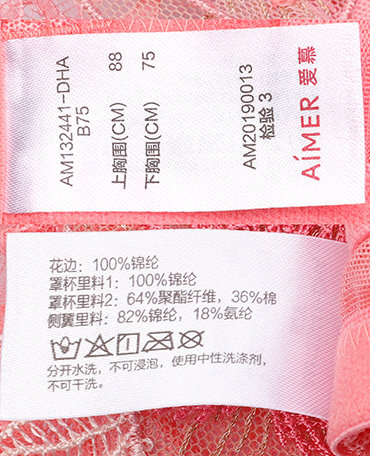 AiMER 爱慕
检验 3
AM20190013
下胸围(CM) 75
上胸围(CM) 88
B75
AM132441-DHA
花边：100%锦纶
罩杯里料1：100%锦纶
罩杯里料2：64%聚酯纤维，36%棉
侧翼里料：82%锦纶，18%氨纶
分开水洗，不可浸泡，使用中性洗涤剂，
不可干洗。